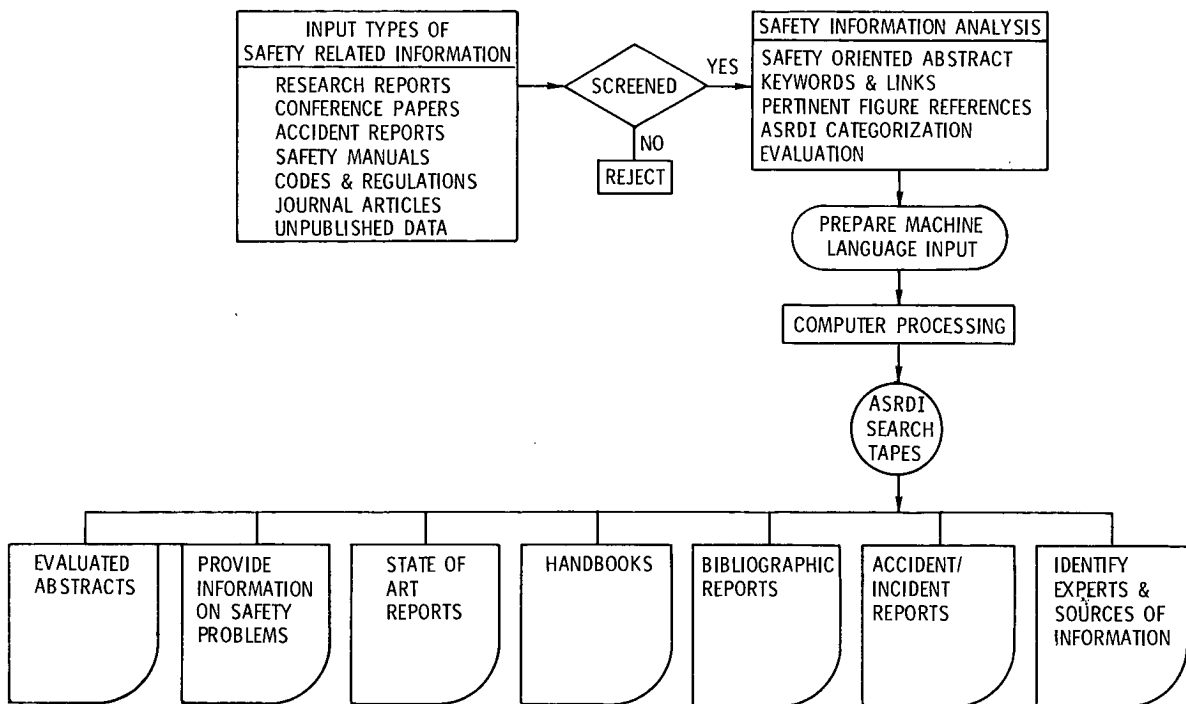 INPUT TYPES OF
SAFETY RELATED INFORMATION
RESEARCH REPORTS
CONFERENCE PAPERS
ACCIDENT REPORTS
SAFETY MANUALS
CODES & REGULATIONS
JOURNAL ARTICLES
UNPUBLISHED DATA
SCREENED
YES
NO
REJECT
SAFETY INFORMATION ANALYSIS
SAFETY ORIENTED ABSTRACT
KEYWORDS & LINKS
PERTINENT FIGURE REFERENCES
ASRDI CATEGORIZATION
EVALUATION
PREPARE MACHINE
LANGUAGE INPUT
COMPUTER PROCESSING
ASRDI
SEARCH
TAPES
EVALUATED
ABSTRACTS
PROVIDE
INFORMATION
ON SAFETY
PROBLEMS
STATE OF
ART
REPORTS
HANDBOOKS
BIBLIOGRAPHIC
REPORTS
ACCIDENT/
INCIDENT
REPORTS
IDENTIFY
EXPERTS &
SOURCES OF
INFORMATION